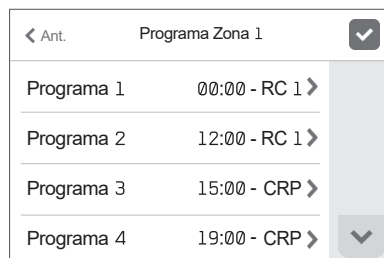 Ant. Programa Zona 1
Programa 1 00:00 - RC 1
Programa 2 12:00 - RC 1
Programa 3 15:00 - CRP
Programa 4 19:00 - CRP